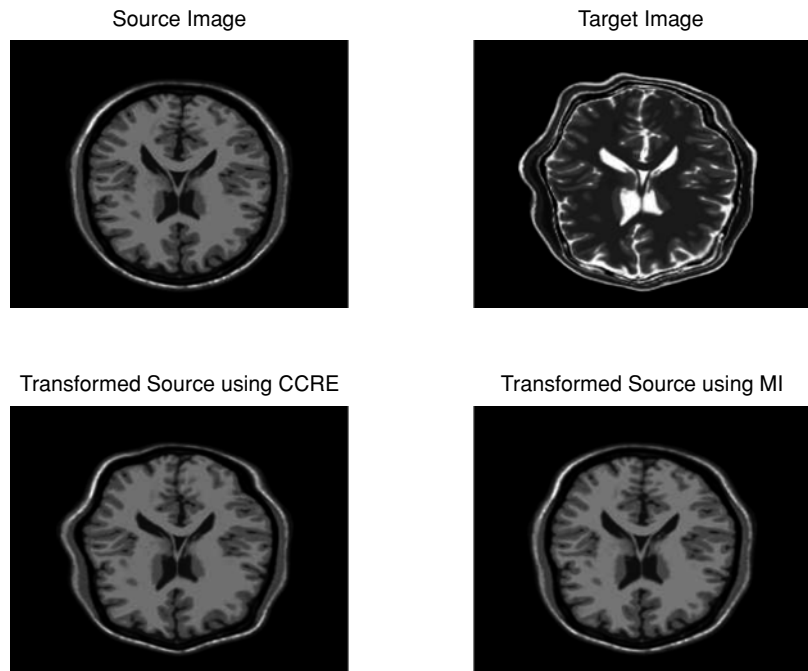 Source Image
Target Image
Transformed Source using CCRE
Transformed Source using MI